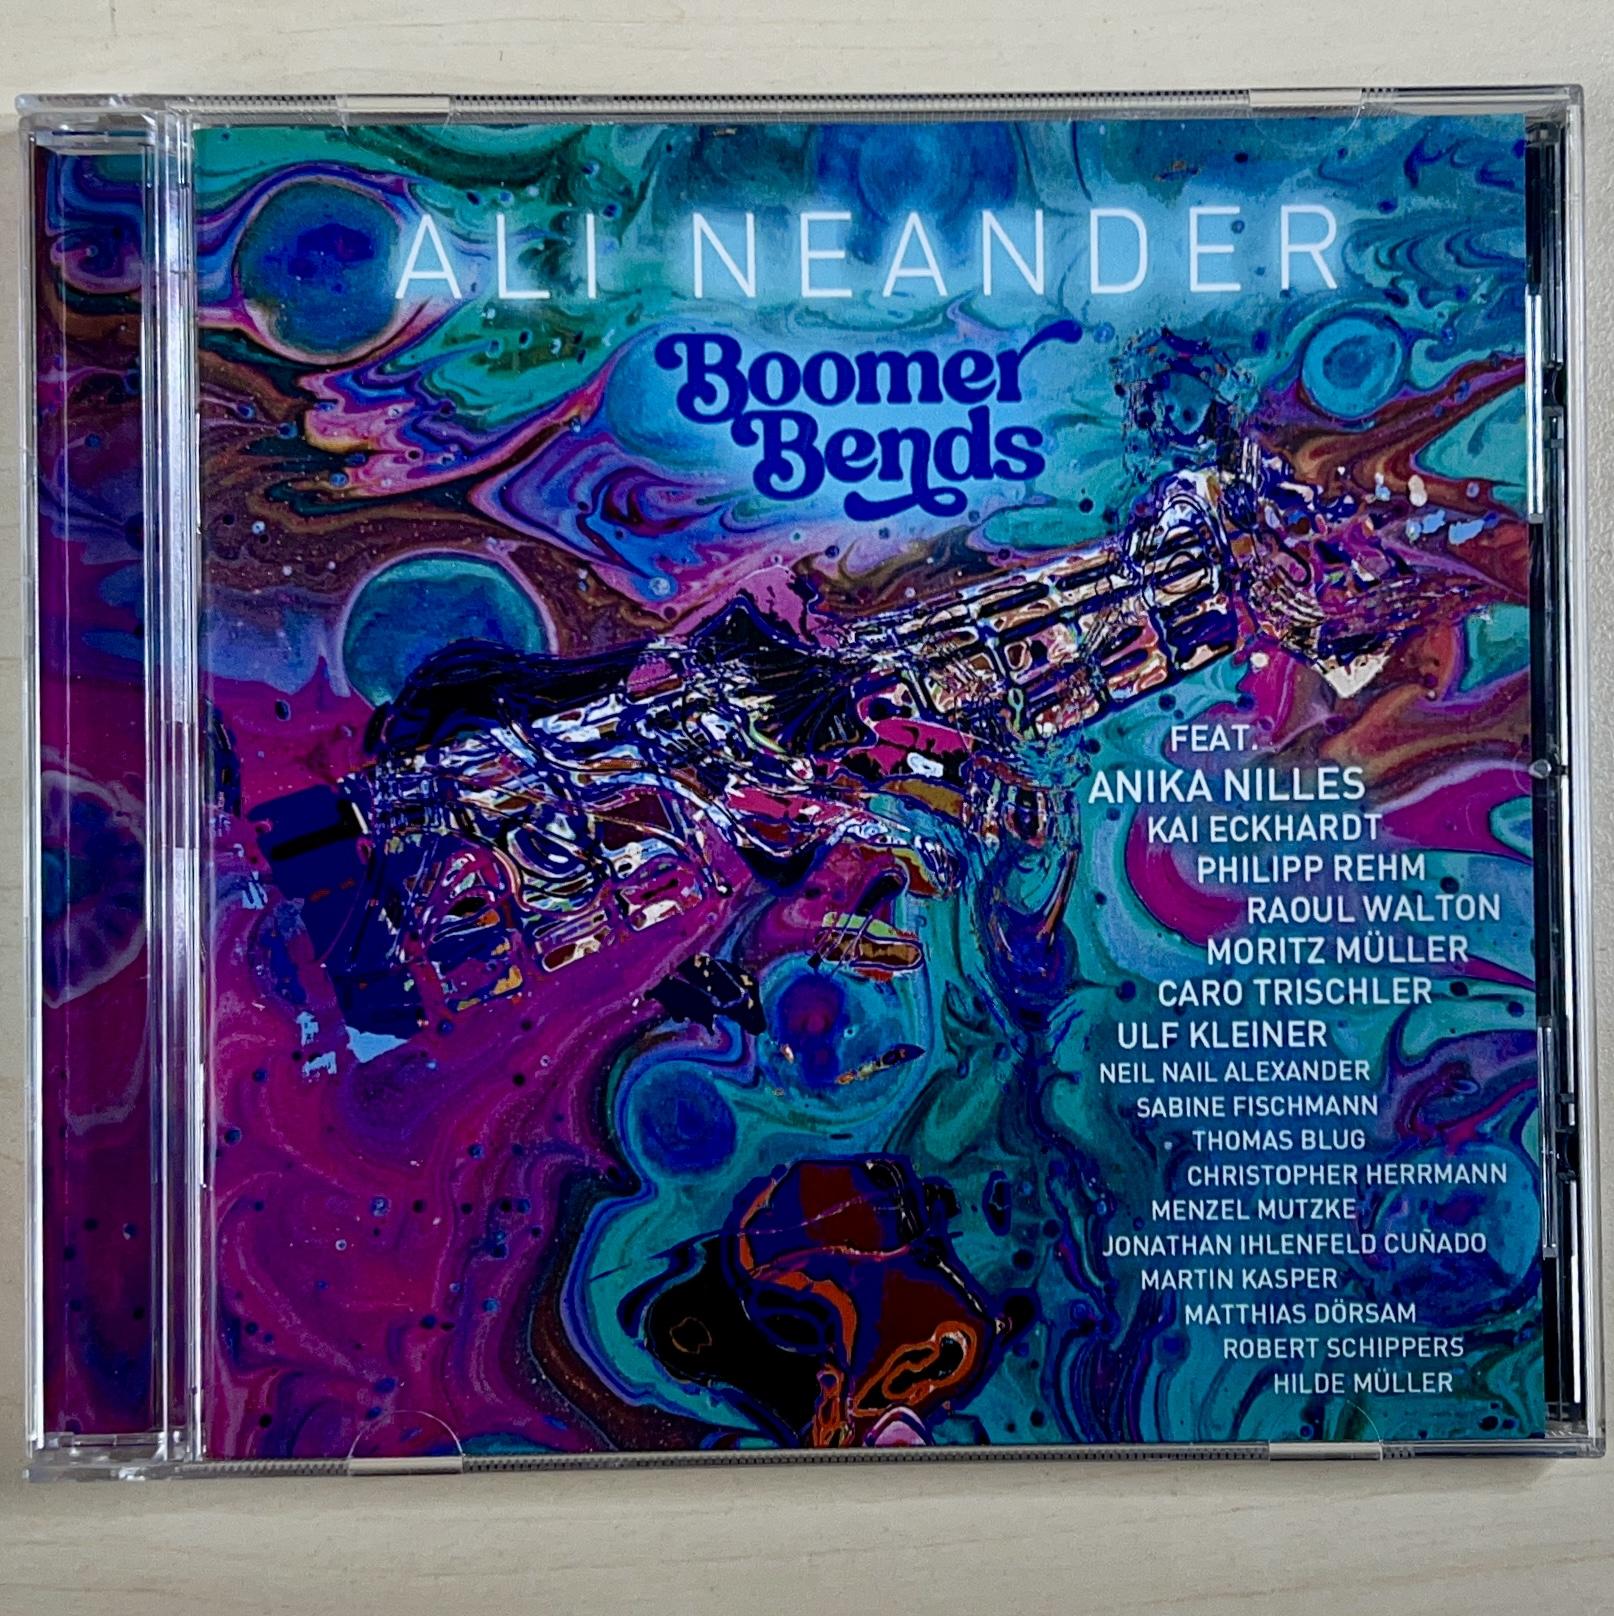 ALI NEANDER
Boomer
Bends
FEAT.
ANIKA NILLES
KAI ECKHARDT
PHILIPP REHM
RAOUL WALTON
MORITZ MÜLLER
CARO TRISCHLER
ULF KLEINER
NEIL NAIL ALEXANDER
SABINE FISCHMANN
THOMAS BLUG
CHRISTOPHER HERRMANN
MENZEL MUTZKE
JONATHAN IHLENFELD CUÑADO
MARTIN KASPER
MATTHIAS DÖRSAM
ROBERT SCHIPPERS
HILDE MÜLLER